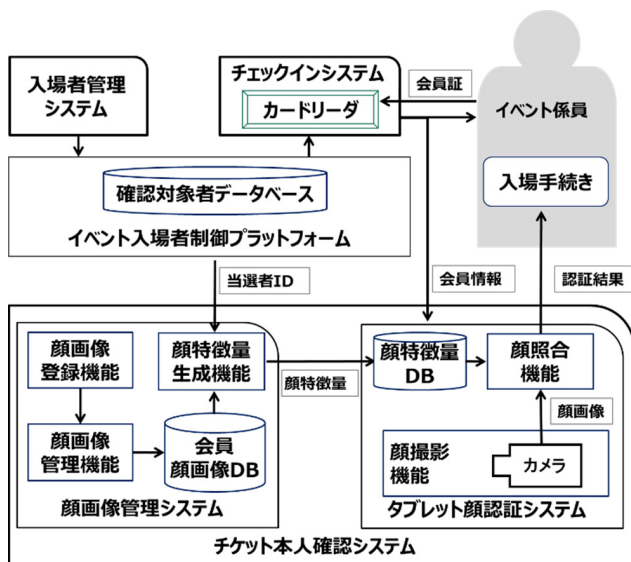 入場者管理
システム
チェックインシステム
カードリーダ
会員証
イベント係員
入場手続き
確認対象者データベース
イベント入場者制御プラットフォーム
当選者ID
会員情報
認証結果
顔画像
登録機能
顔特徴量
生成機能
顔特徴量
顔特徴量
DB
顔照合
機能
顔画像
顔画像
管理機能
会員
顔画像DB
顔撮影
機能
カメラ
顔画像管理システム
タブレット顔認証システム
チケット本人確認システム